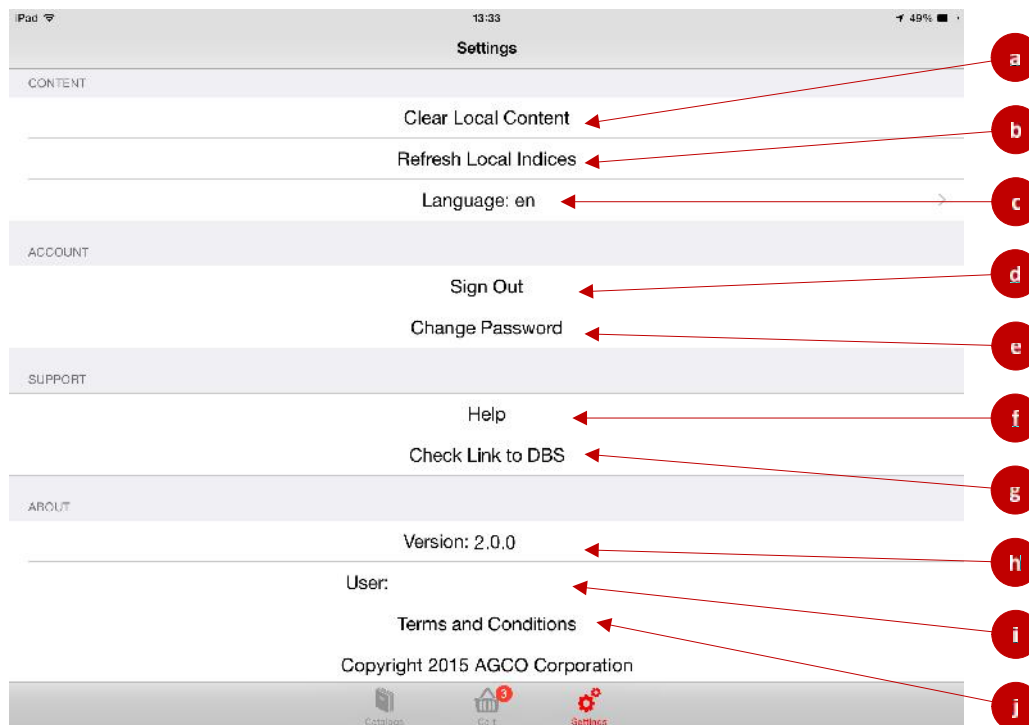 iPad 13:33 49%
Settings
a
CONTENT
Clear Local Content
b
Refresh Local Indices
Language: en
c
ACCOUNT
d
Sign Out
Change Password
e
SUPPORT
Help
f
Check Link to DBS
g
ABOUT
Version: 2.0.0
h
User:
i
Terms and Conditions
Copyright 2015 AGCO Corporation
3
j
Catalogs Cart Settings